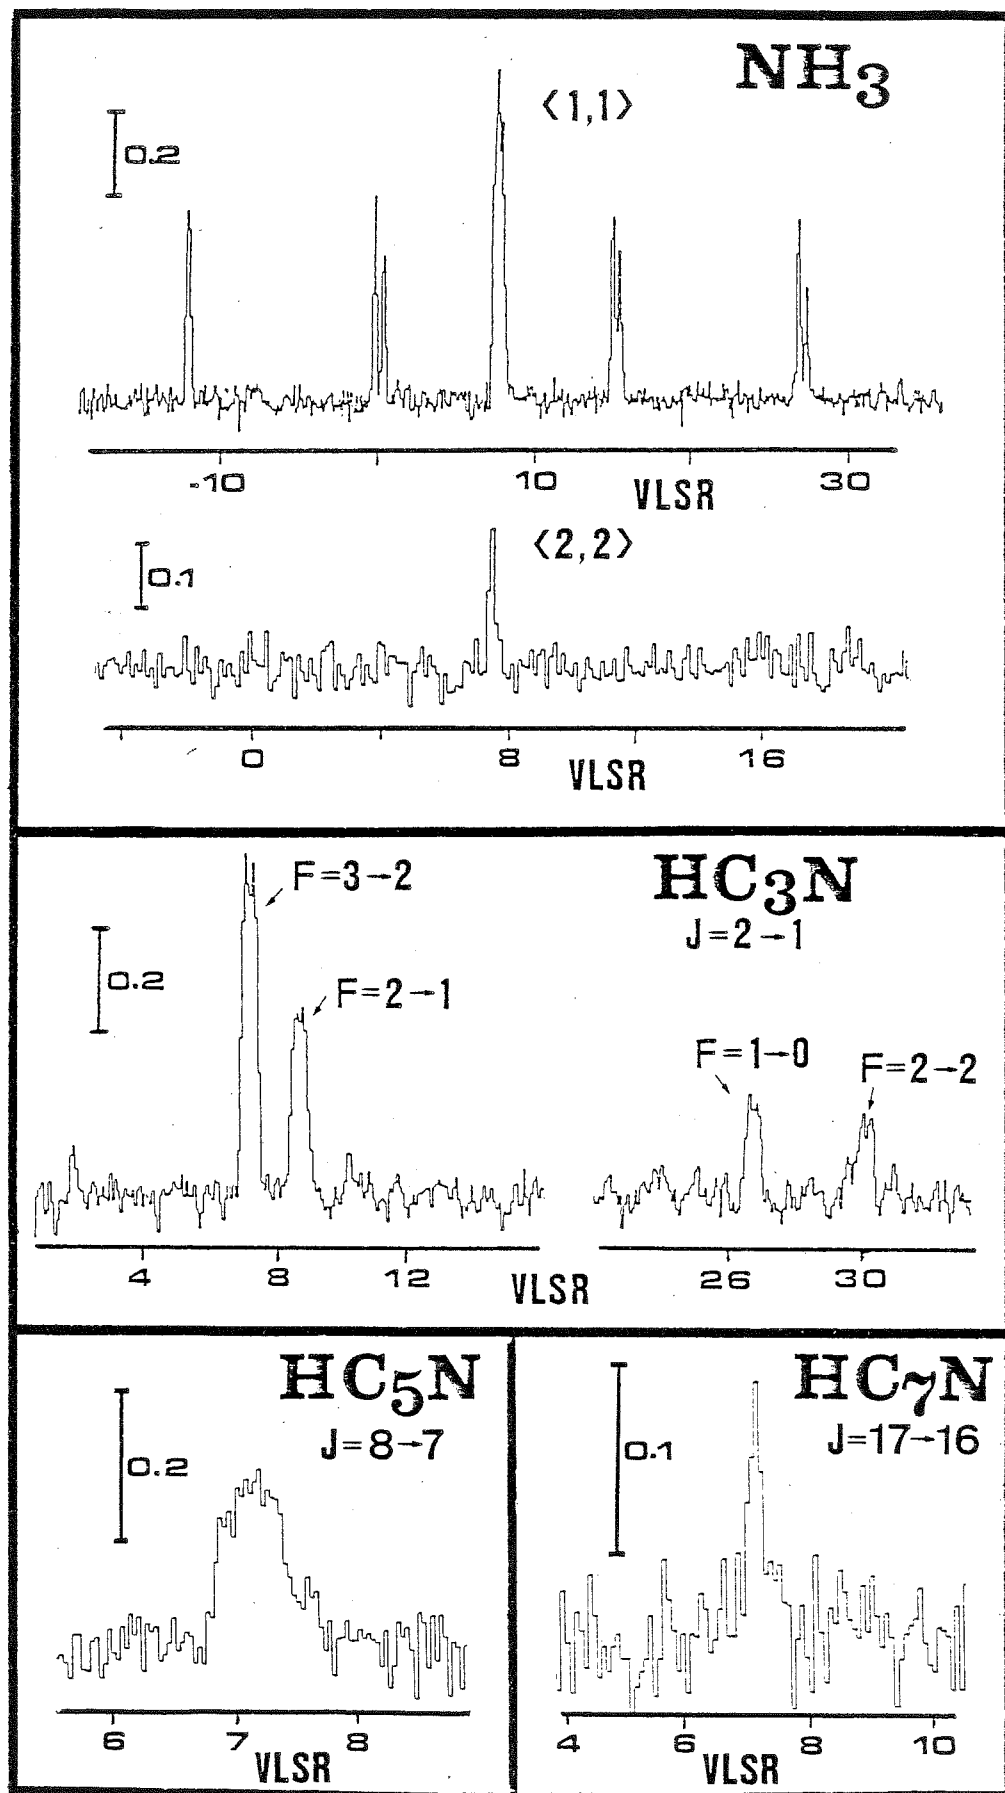 NH3
<1,1>
0.2
-10 10 30
VLSR
<2,2>
0.1
0 8 16
VLSR
HC3N
J=2→1
F=3→2
0.2
F=2→1
F=1→0
F=2→2
4 8 12 26 30
VLSR
HC5N
J=8→7
0.2
6 7 8
VLSR
HC7N
J=17→16
0.1
4 6 8 10
VLSR